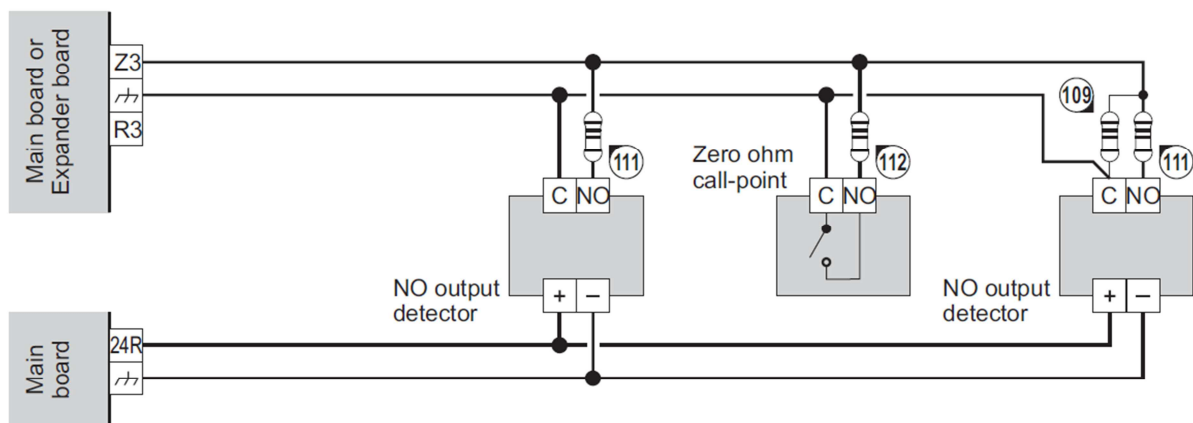 Main board or
Expander board
Z3
R3
109
111
Zero ohm
call-point
112
111
C NO
C NO
C NO
NO output
detector
+ −
NO output
detector
+ −
Main
board
24R